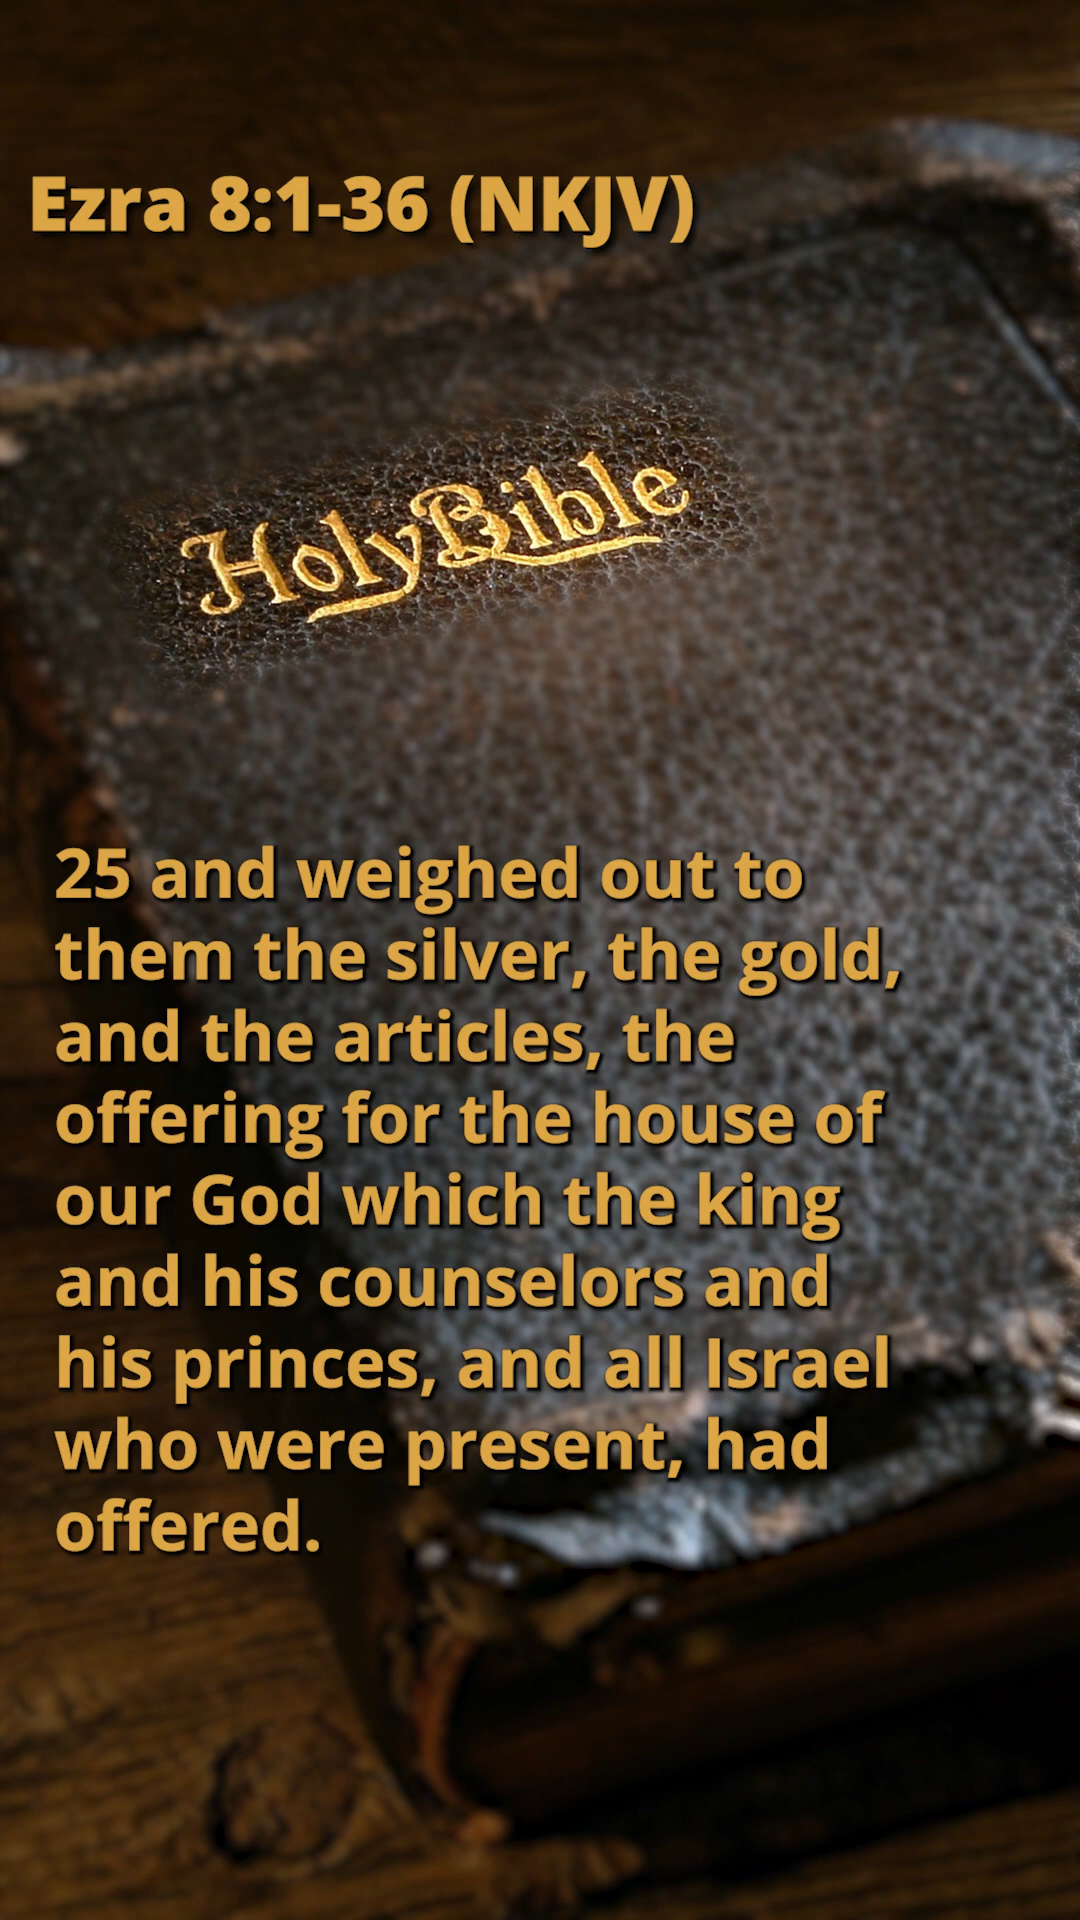 Ezra 8:1-36 (NKJV)
Holy Bible
25 and weighed out to
them the silver, the gold,
and the articles, the
offering for the house of
our God which the king
and his counselors and
his princes, and all Israel
who were present, had
offered.